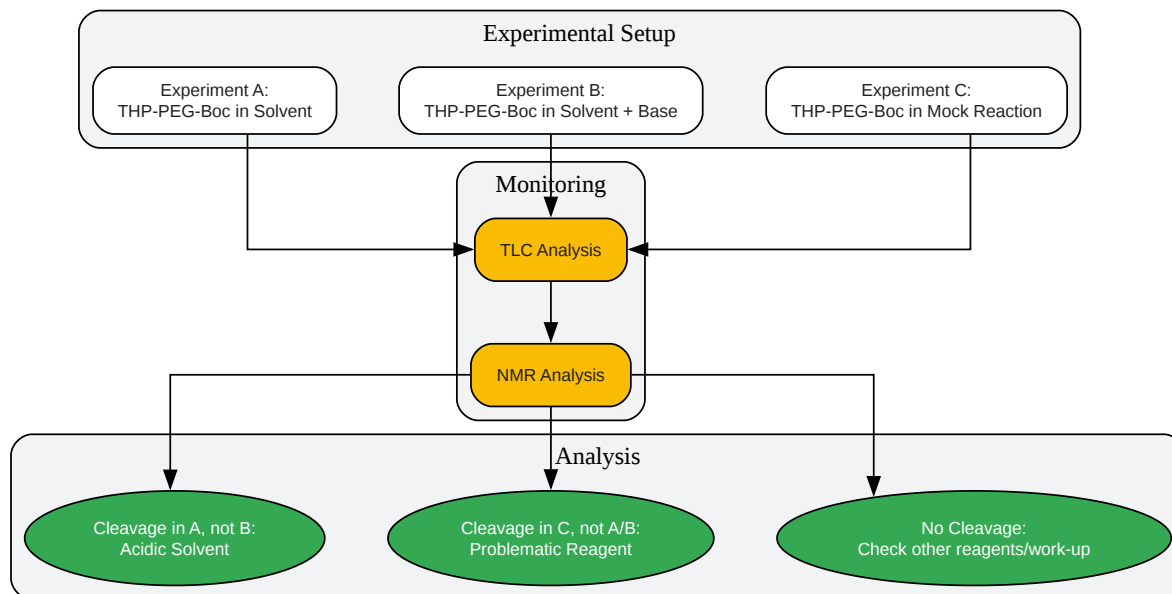 Experimental Setup
Experiment A:
THP-PEG-Boc in Solvent
Experiment B:
THP-PEG-Boc in Solvent + Base
Experiment C:
THP-PEG-Boc in Mock Reaction
Monitoring
TLC Analysis
NMR Analysis
Analysis
Cleavage in A, not B:
Acidic Solvent
Cleavage in C, not A/B:
Problematic Reagent
No Cleavage:
Check other reagents/work-up